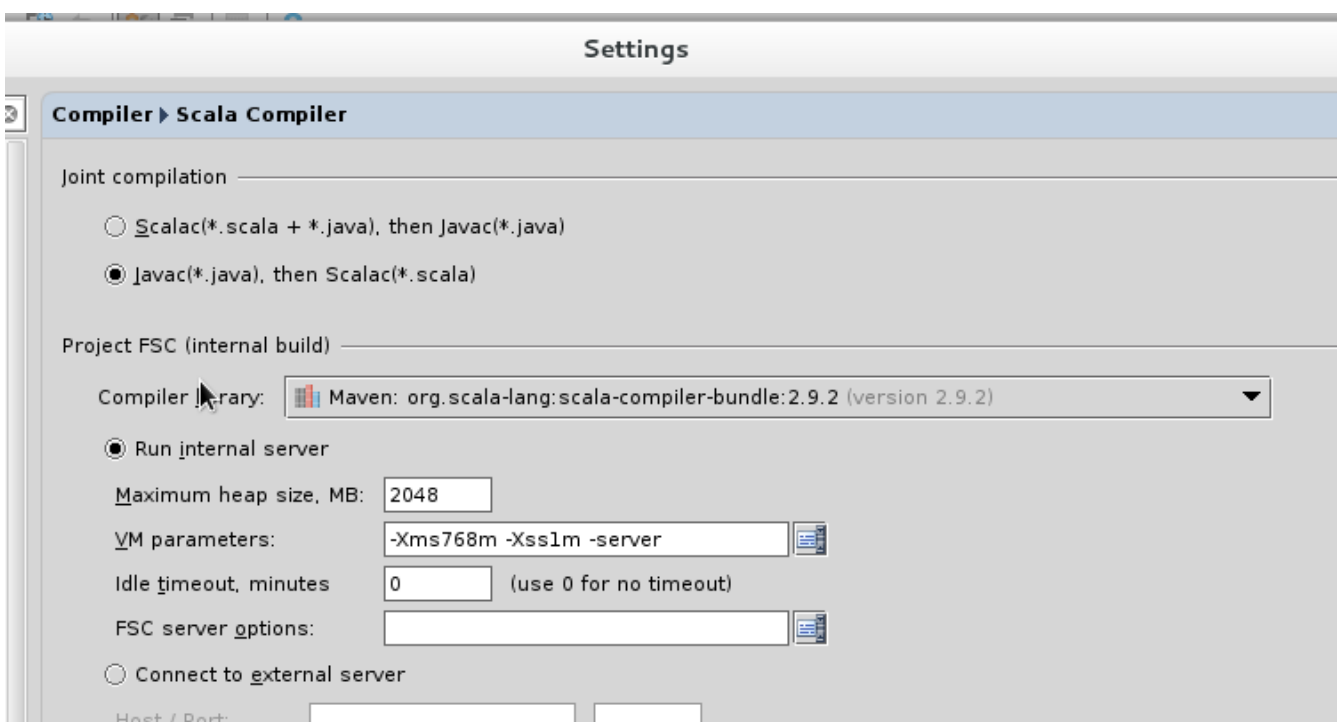 Settings
Compiler Scala Compiler
Joint compilation
Scalac(*.scala + *.java), then Javac(*.java)
Javac(*.java), then Scalac(*.scala)
Project FSC (internal build)
Compiler library: Maven: org.scala-lang:scala-compiler-bundle:2.9.2 (version 2.9.2)
Run internal server
Maximum heap size, MB: 2048
VM parameters: -Xms768m -Xss1m -server
Idle timeout, minutes 0 (use 0 for no timeout)
FSC server options:
Connect to external server
Host / Port: